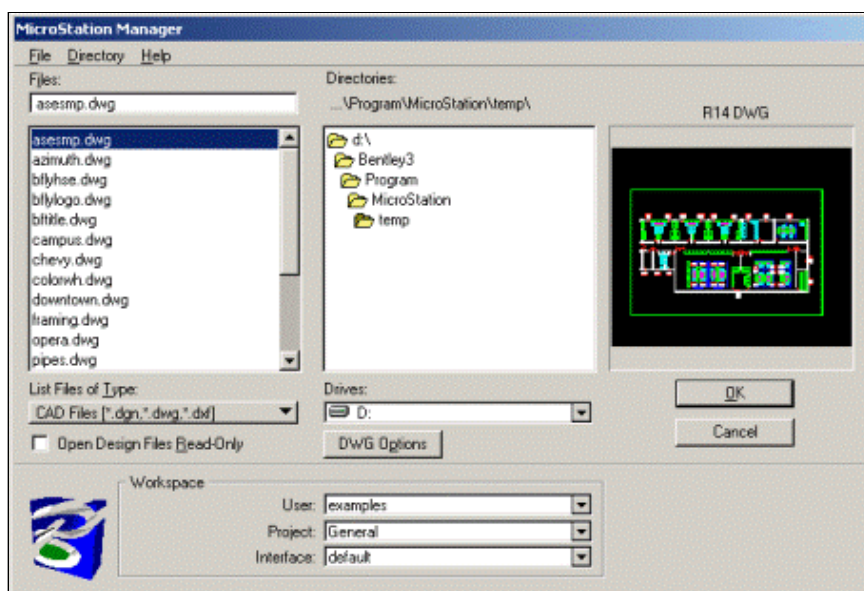 MicroStation Manager
File Directory Help
Files:
asesmp.dwg
asesmp.dwg
azimuth.dwg
bflyhse.dwg
bflylogo.dwg
bftitle.dwg
campus.dwg
chevy.dwg
colorwh.dwg
downtown.dwg
framing.dwg
opera.dwg
pipes.dwg
List Files of Type:
CAD Files [*.dgn,*.dwg,*.dxf]
Open Design Files Read-Only
Directories:
...\Program\MicroStation\temp\
d:\
Bentley3
Program
MicroStation
temp
Drives:
D:
DWG Options
R14 DWG
OK
Cancel
Workspace
User: examples
Project: General
Interface: default